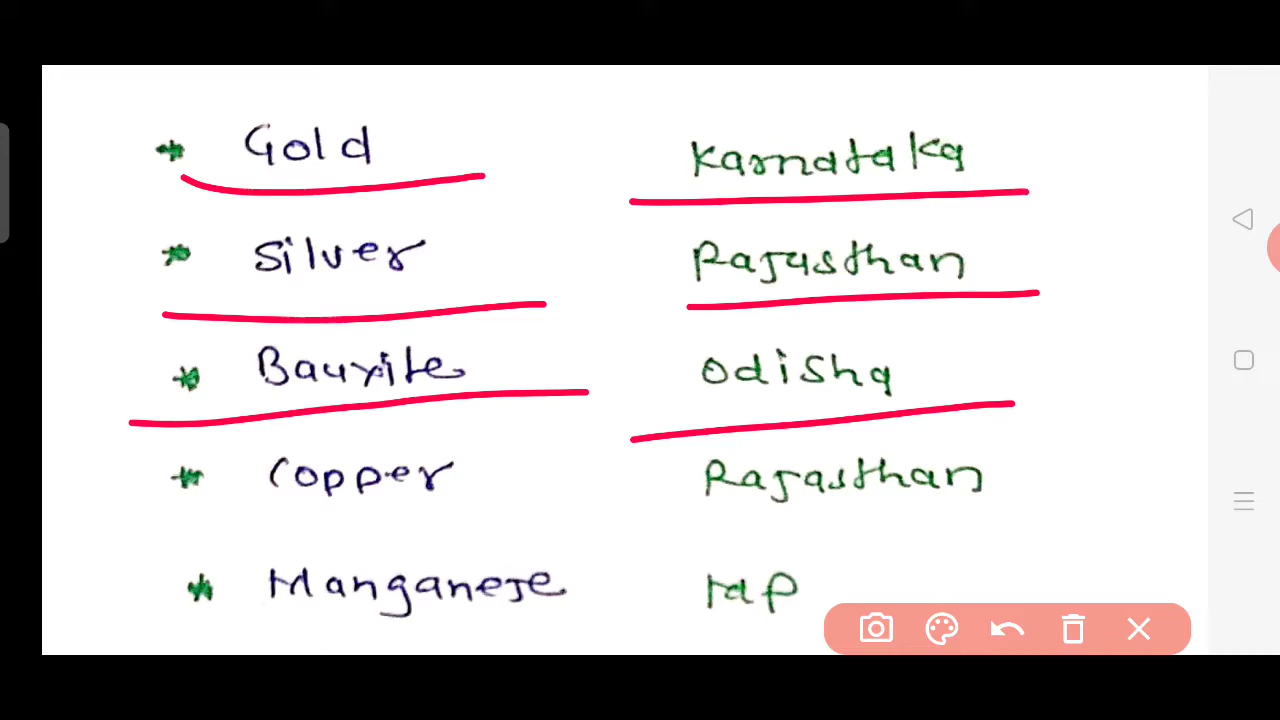 Gold Karnataka
Silver Rajasthan
Bauxite Odisha
Copper Rajasthan
Manganese MP